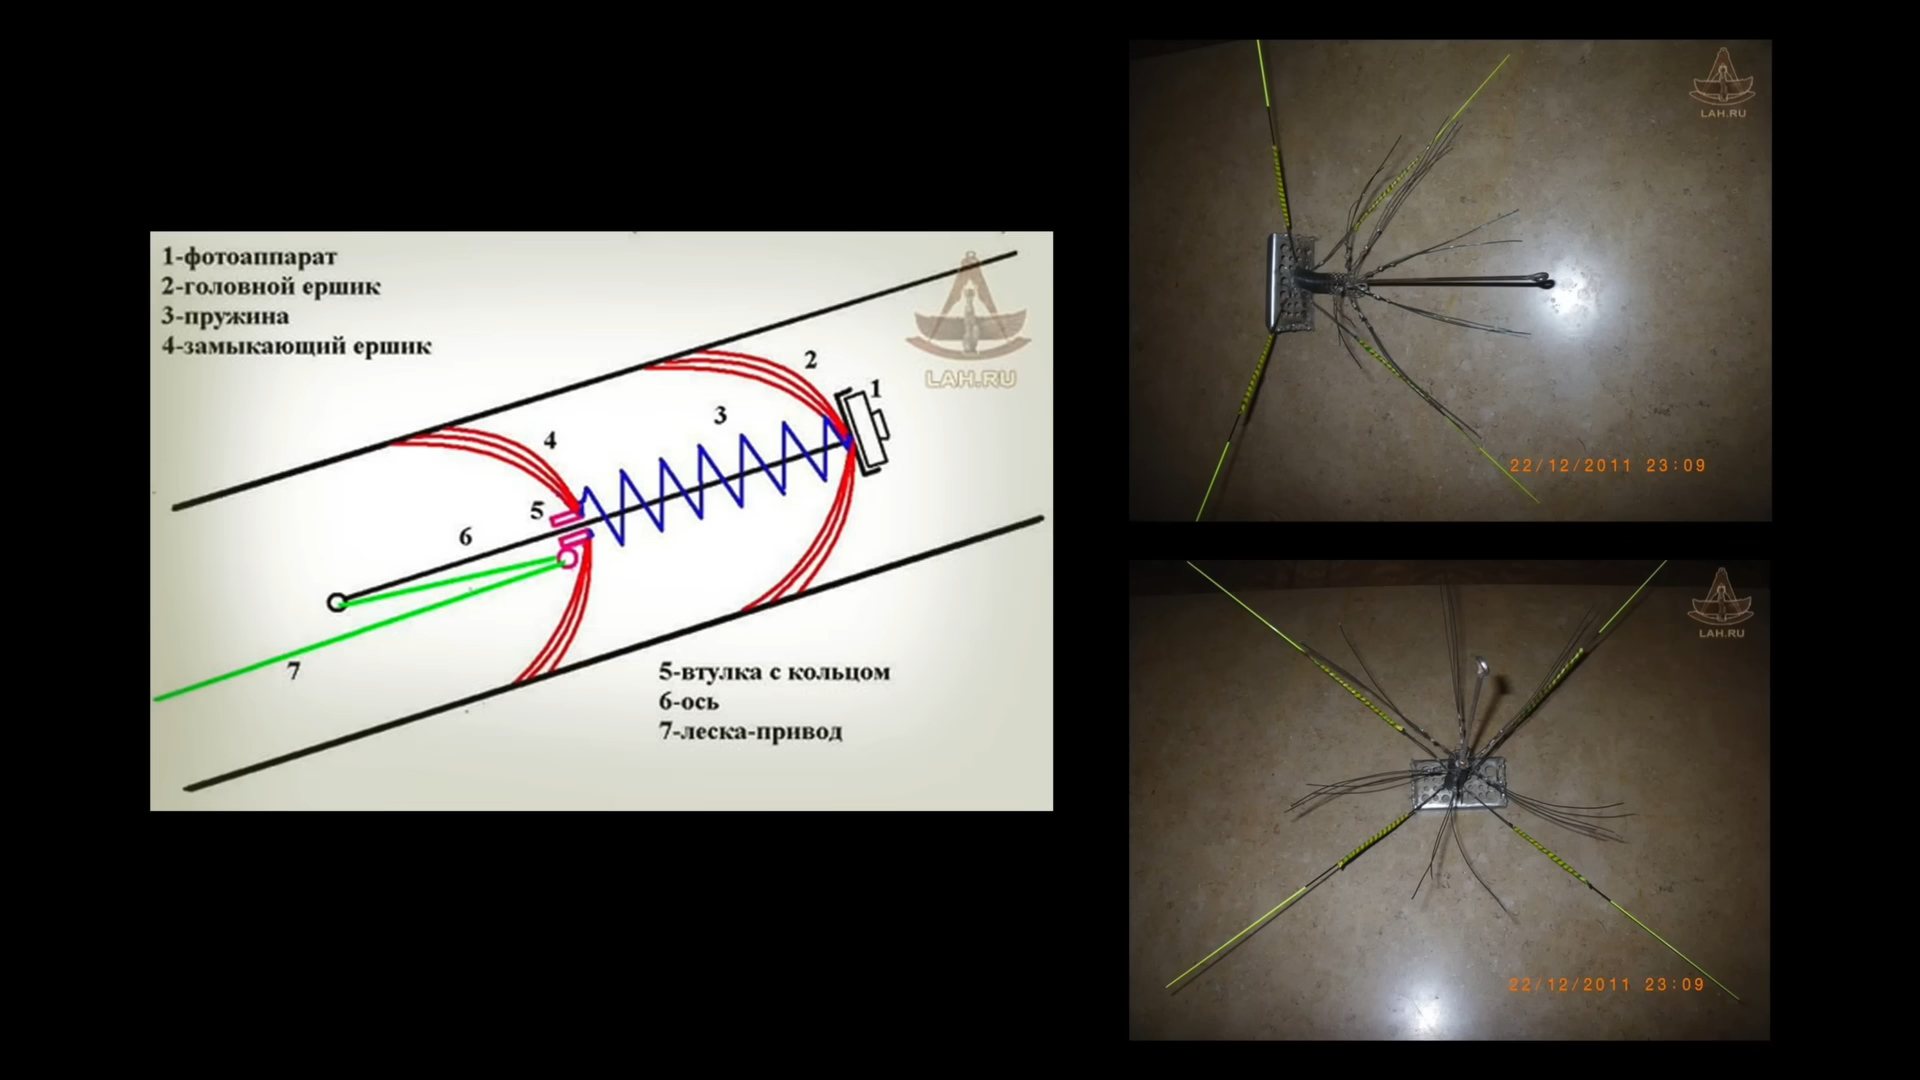 1-фотоаппарат
2-головной ершик
3-пружина
4-замыкающий ершик
LAH.RU
2
1
3
4
5
6
7
5-втулка с кольцом
6-ось
7-леска-привод
LAH.RU
22/12/2011 23:09
LAH.RU
22/12/2011 23:09